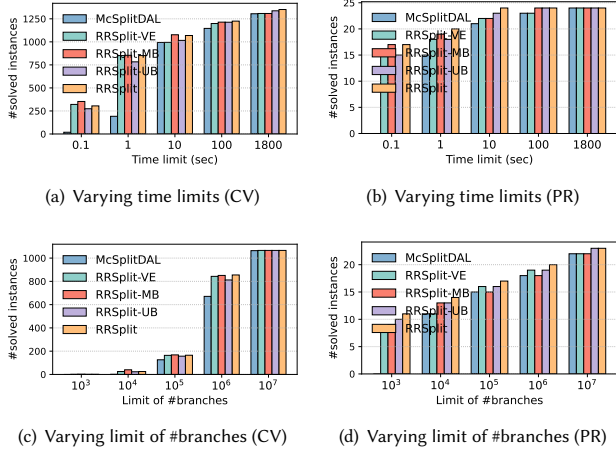 #solved instances
1250
1000
750
500
250
0
McSplitDAL
RRSplit-VE
RRSplit-MB
RRSplit-UB
RRSplit
0.1 1 10 100 1800
Time limit (sec)
(a) Varying time limits (CV)
#solved instances
25
20
15
10
5
0
McSplitDAL
RRSplit-VE
RRSplit-MB
RRSplit-UB
RRSplit
0.1 1 10 100 1800
Time limit (sec)
(b) Varying time limits (PR)
#solved instances
1000
800
600
400
200
0
McSplitDAL
RRSplit-VE
RRSplit-MB
RRSplit-UB
RRSplit
10³ 10⁴ 10⁵ 10⁶ 10⁷
Limit of #branches
(c) Varying limit of #branches (CV)
#solved instances
20
15
10
5
0
McSplitDAL
RRSplit-VE
RRSplit-MB
RRSplit-UB
RRSplit
10³ 10⁴ 10⁵ 10⁶ 10⁷
Limit of #branches
(d) Varying limit of #branches (PR)